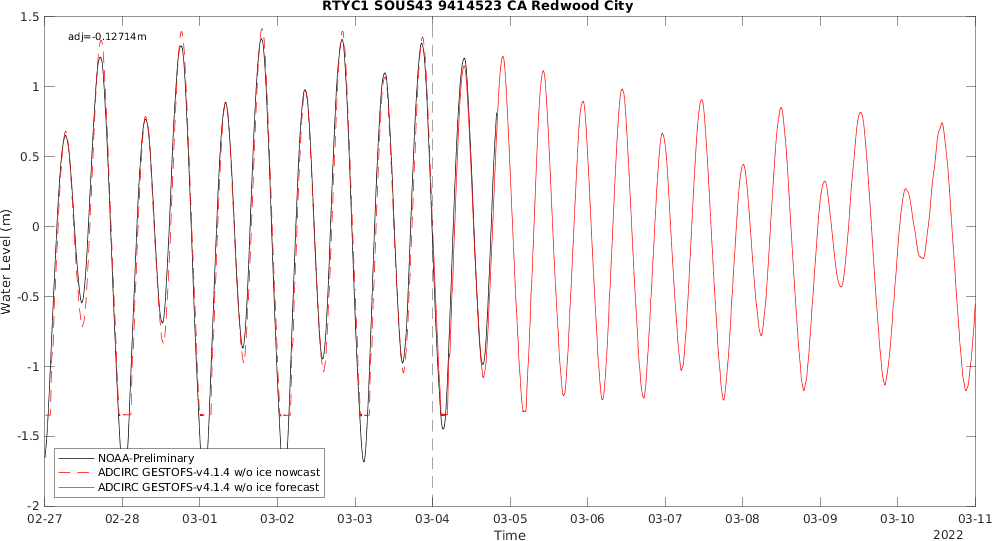 RTYC1 SOUS43 9414523 CA Redwood City
adj=-0.12714m
1.5
1
0.5
0
-0.5
-1
-1.5
-2
Water Level (m)
NOAA-Preliminary
ADCIRC GESTOFS-v4.1.4 w/o ice nowcast
ADCIRC GESTOFS-v4.1.4 w/o ice forecast
02-27 02-28 03-01 03-02 03-03 03-04 03-05 03-06 03-07 03-08 03-09 03-10 03-11
Time
2022